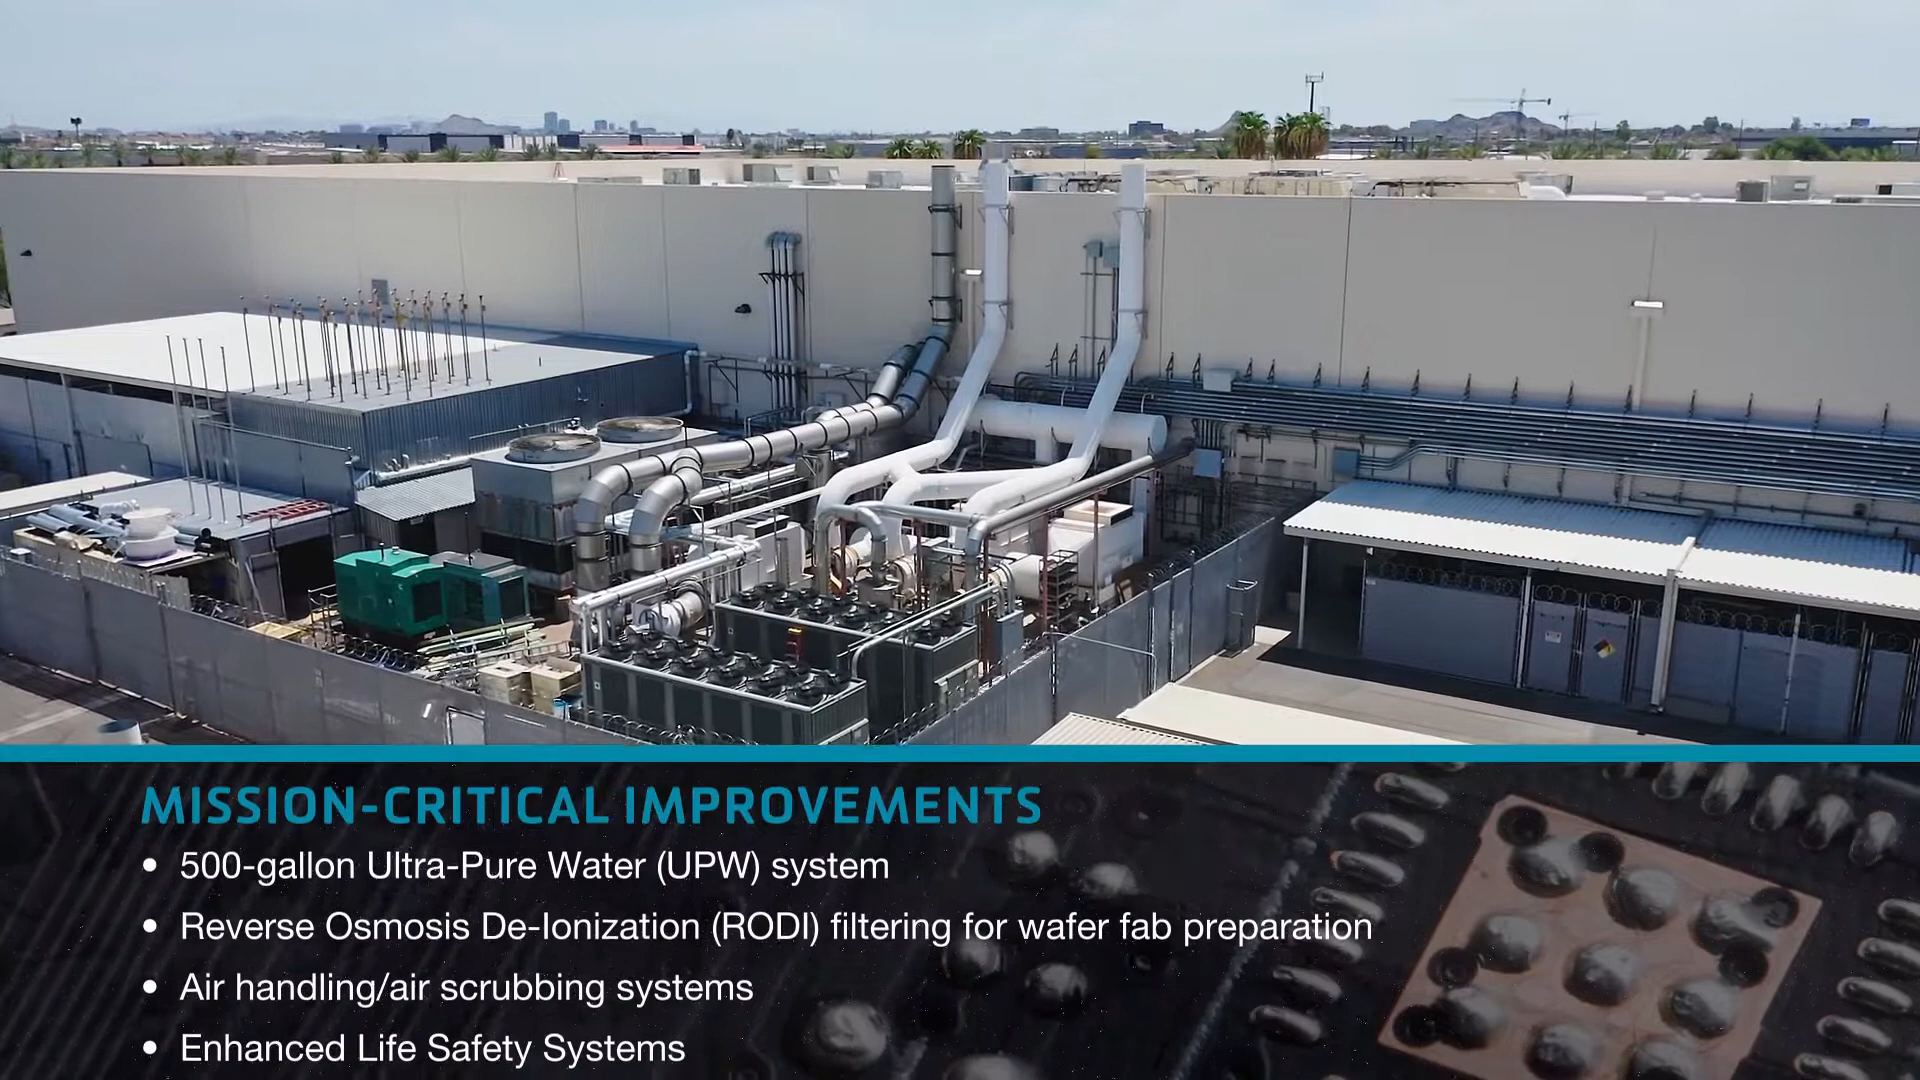 MISSION-CRITICAL IMPROVEMENTS
• 500-gallon Ultra-Pure Water (UPW) system
• Reverse Osmosis De-Ionization (RODI) filtering for wafer fab preparation
• Air handling/air scrubbing systems
• Enhanced Life Safety Systems